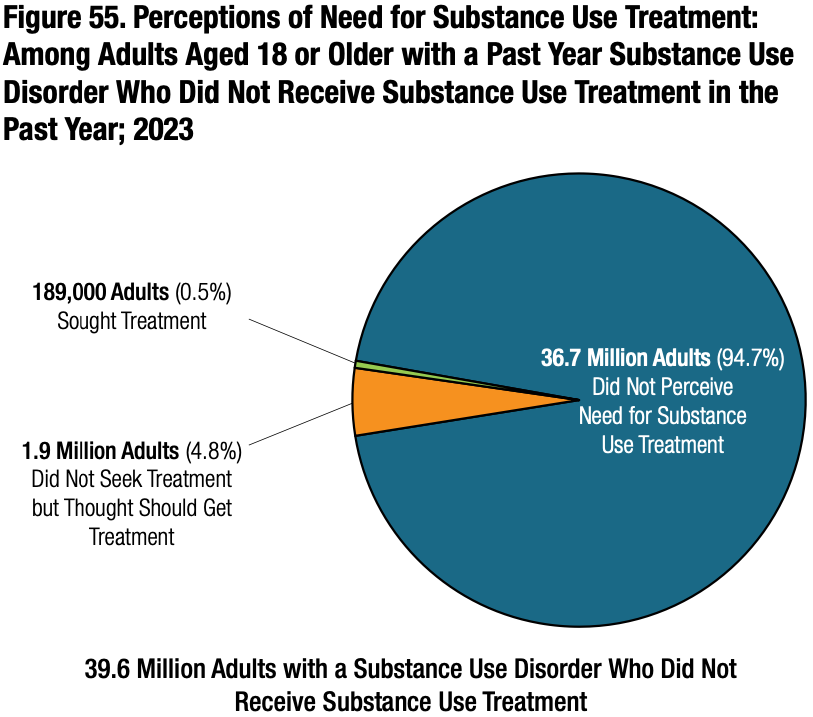 Figure 55. Perceptions of Need for Substance Use Treatment:
Among Adults Aged 18 or Older with a Past Year Substance Use
Disorder Who Did Not Receive Substance Use Treatment in the
Past Year; 2023
189,000 Adults (0.5%)
Sought Treatment
36.7 Million Adults (94.7%)
Did Not Perceive
Need for Substance
Use Treatment
1.9 Million Adults (4.8%)
Did Not Seek Treatment
but Thought Should Get
Treatment
39.6 Million Adults with a Substance Use Disorder Who Did Not
Receive Substance Use Treatment